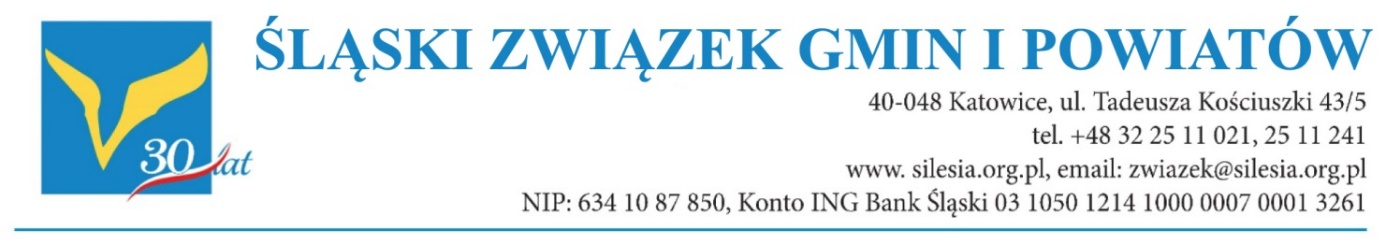 ŚLĄSKI ZWIĄZEK GMIN I POWIATÓW
40-048 Katowice, ul. Tadeusza Kościuszki 43/5
tel. +48 32 25 11 021, 25 11 241
www. silesia.org.pl, email: zwiazek@silesia.org.pl
NIP: 634 10 87 850, Konto ING Bank Śląski 03 1050 1214 1000 0007 0001 3261
30 lat